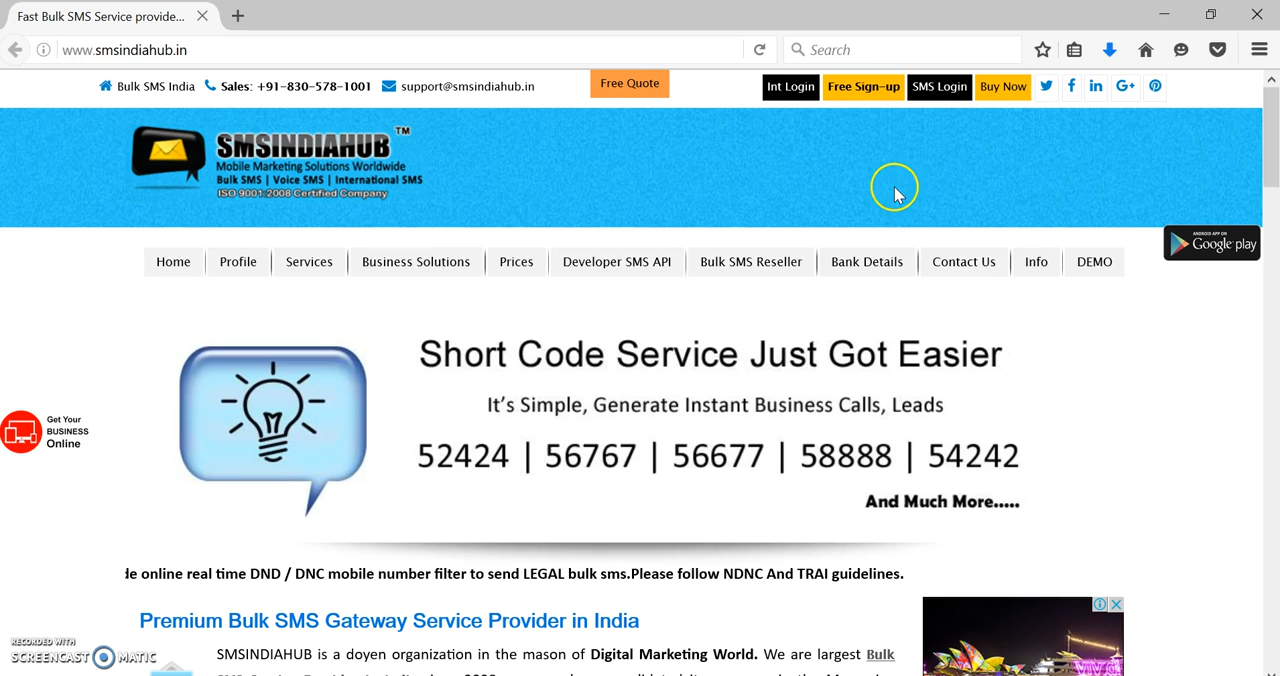 Fast Bulk SMS Service provide...
www.smsindiahub.in
Search
Bulk SMS India
Sales: +91-830-578-1001
support@smsindiahub.in
Free Quote
Int Login
Free Sign-up
SMS Login
Buy Now
SMSINDIAHUB TM
Mobile Marketing Solutions Worldwide
Bulk SMS | Voice SMS | International SMS
ISO 9001:2008 Certified Company
ANDROID APP ON
Google play
Home
Profile
Services
Business Solutions
Prices
Developer SMS API
Bulk SMS Reseller
Bank Details
Contact Us
Info
DEMO
Short Code Service Just Got Easier
It's Simple, Generate Instant Business Calls, Leads
52424 | 56767 | 56677 | 58888 | 54242
And Much More.....
Get Your
BUSINESS
Online
de online real time DND / DNC mobile number filter to send LEGAL bulk sms.Please follow NDNC And TRAI guidelines.
Premium Bulk SMS Gateway Service Provider in India
SMSINDIAHUB is a doyen organization in the mason of Digital Marketing World. We are largest Bulk
RECORDED WITH
SCREENCAST MATIC